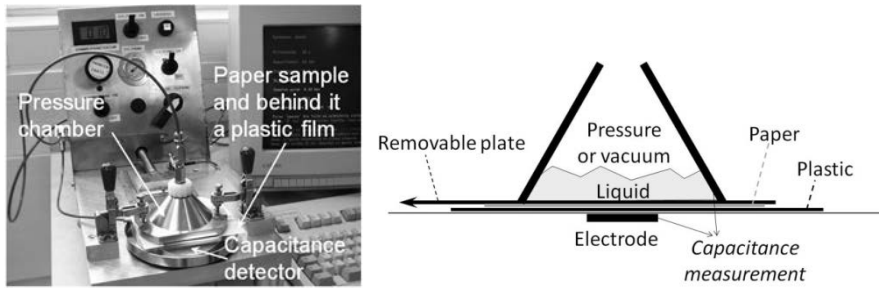 Pressure
chamber
Paper sample
and behind it
a plastic film
Capacitance
detector
Removable plate
Pressure
or vacuum
Liquid
Paper
Plastic
Electrode
Capacitance
measurement